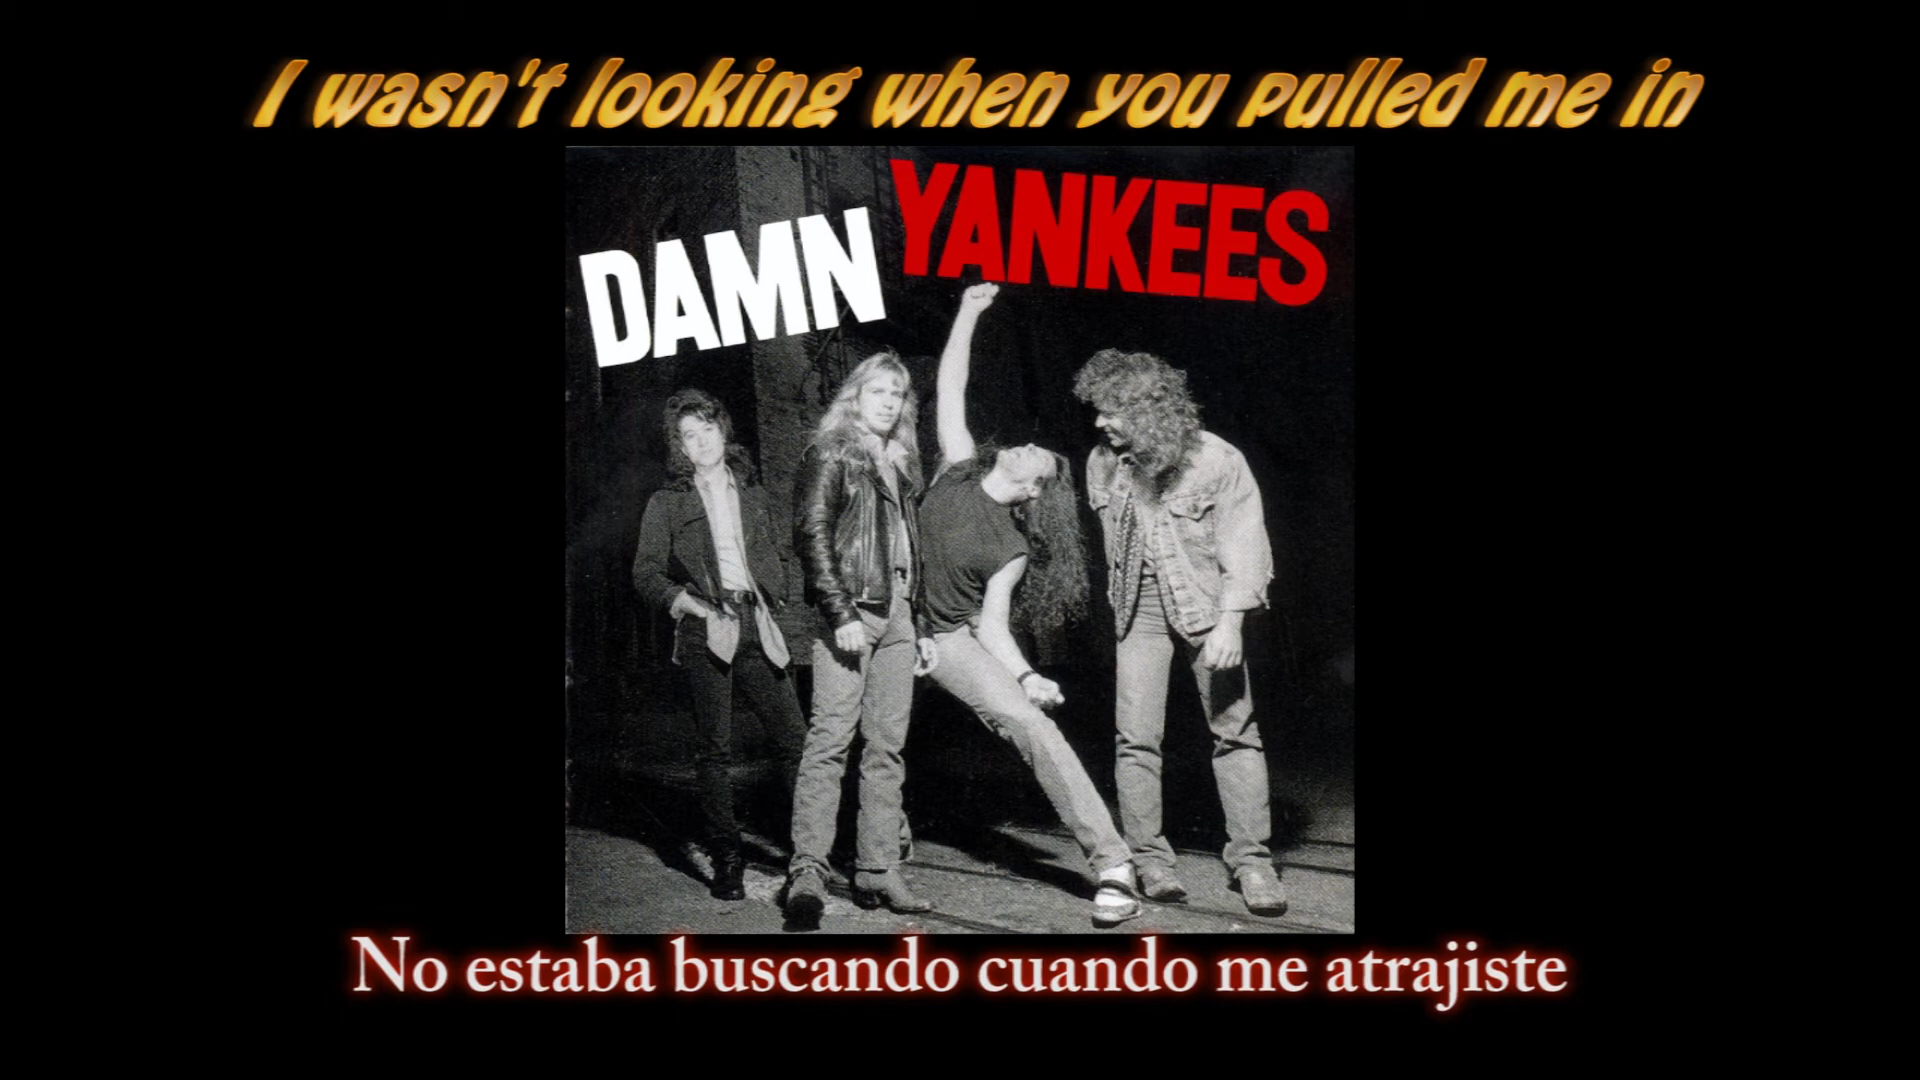 I wasn't looking when you pulled me in
DAMN YANKEES
No estaba buscando cuando me atrajiste